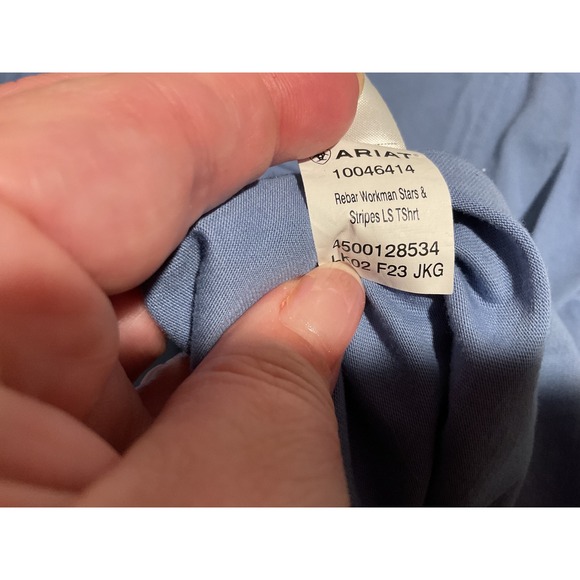 ARIAT
10046414
Rebar Workman Stars &
Stripes LS TShrt
4500128534
F23 JKG